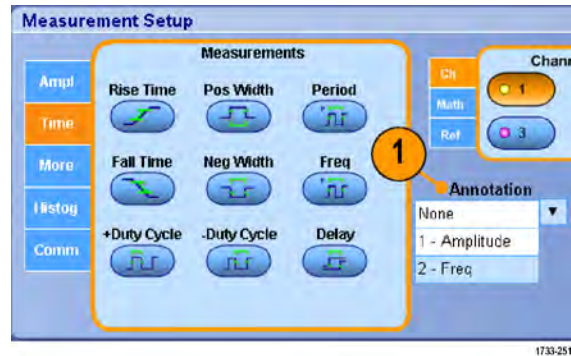 Measurement Setup
Measurements
Ampl
Time
More
Histog
Comm
Rise Time Pos Width Period
Fall Time Neg Width Freq
+Duty Cycle -Duty Cycle Delay
Ch
Math
Ref
Chann
1
3
1
Annotation
None
1 - Amplitude
2 - Freq
1733-251